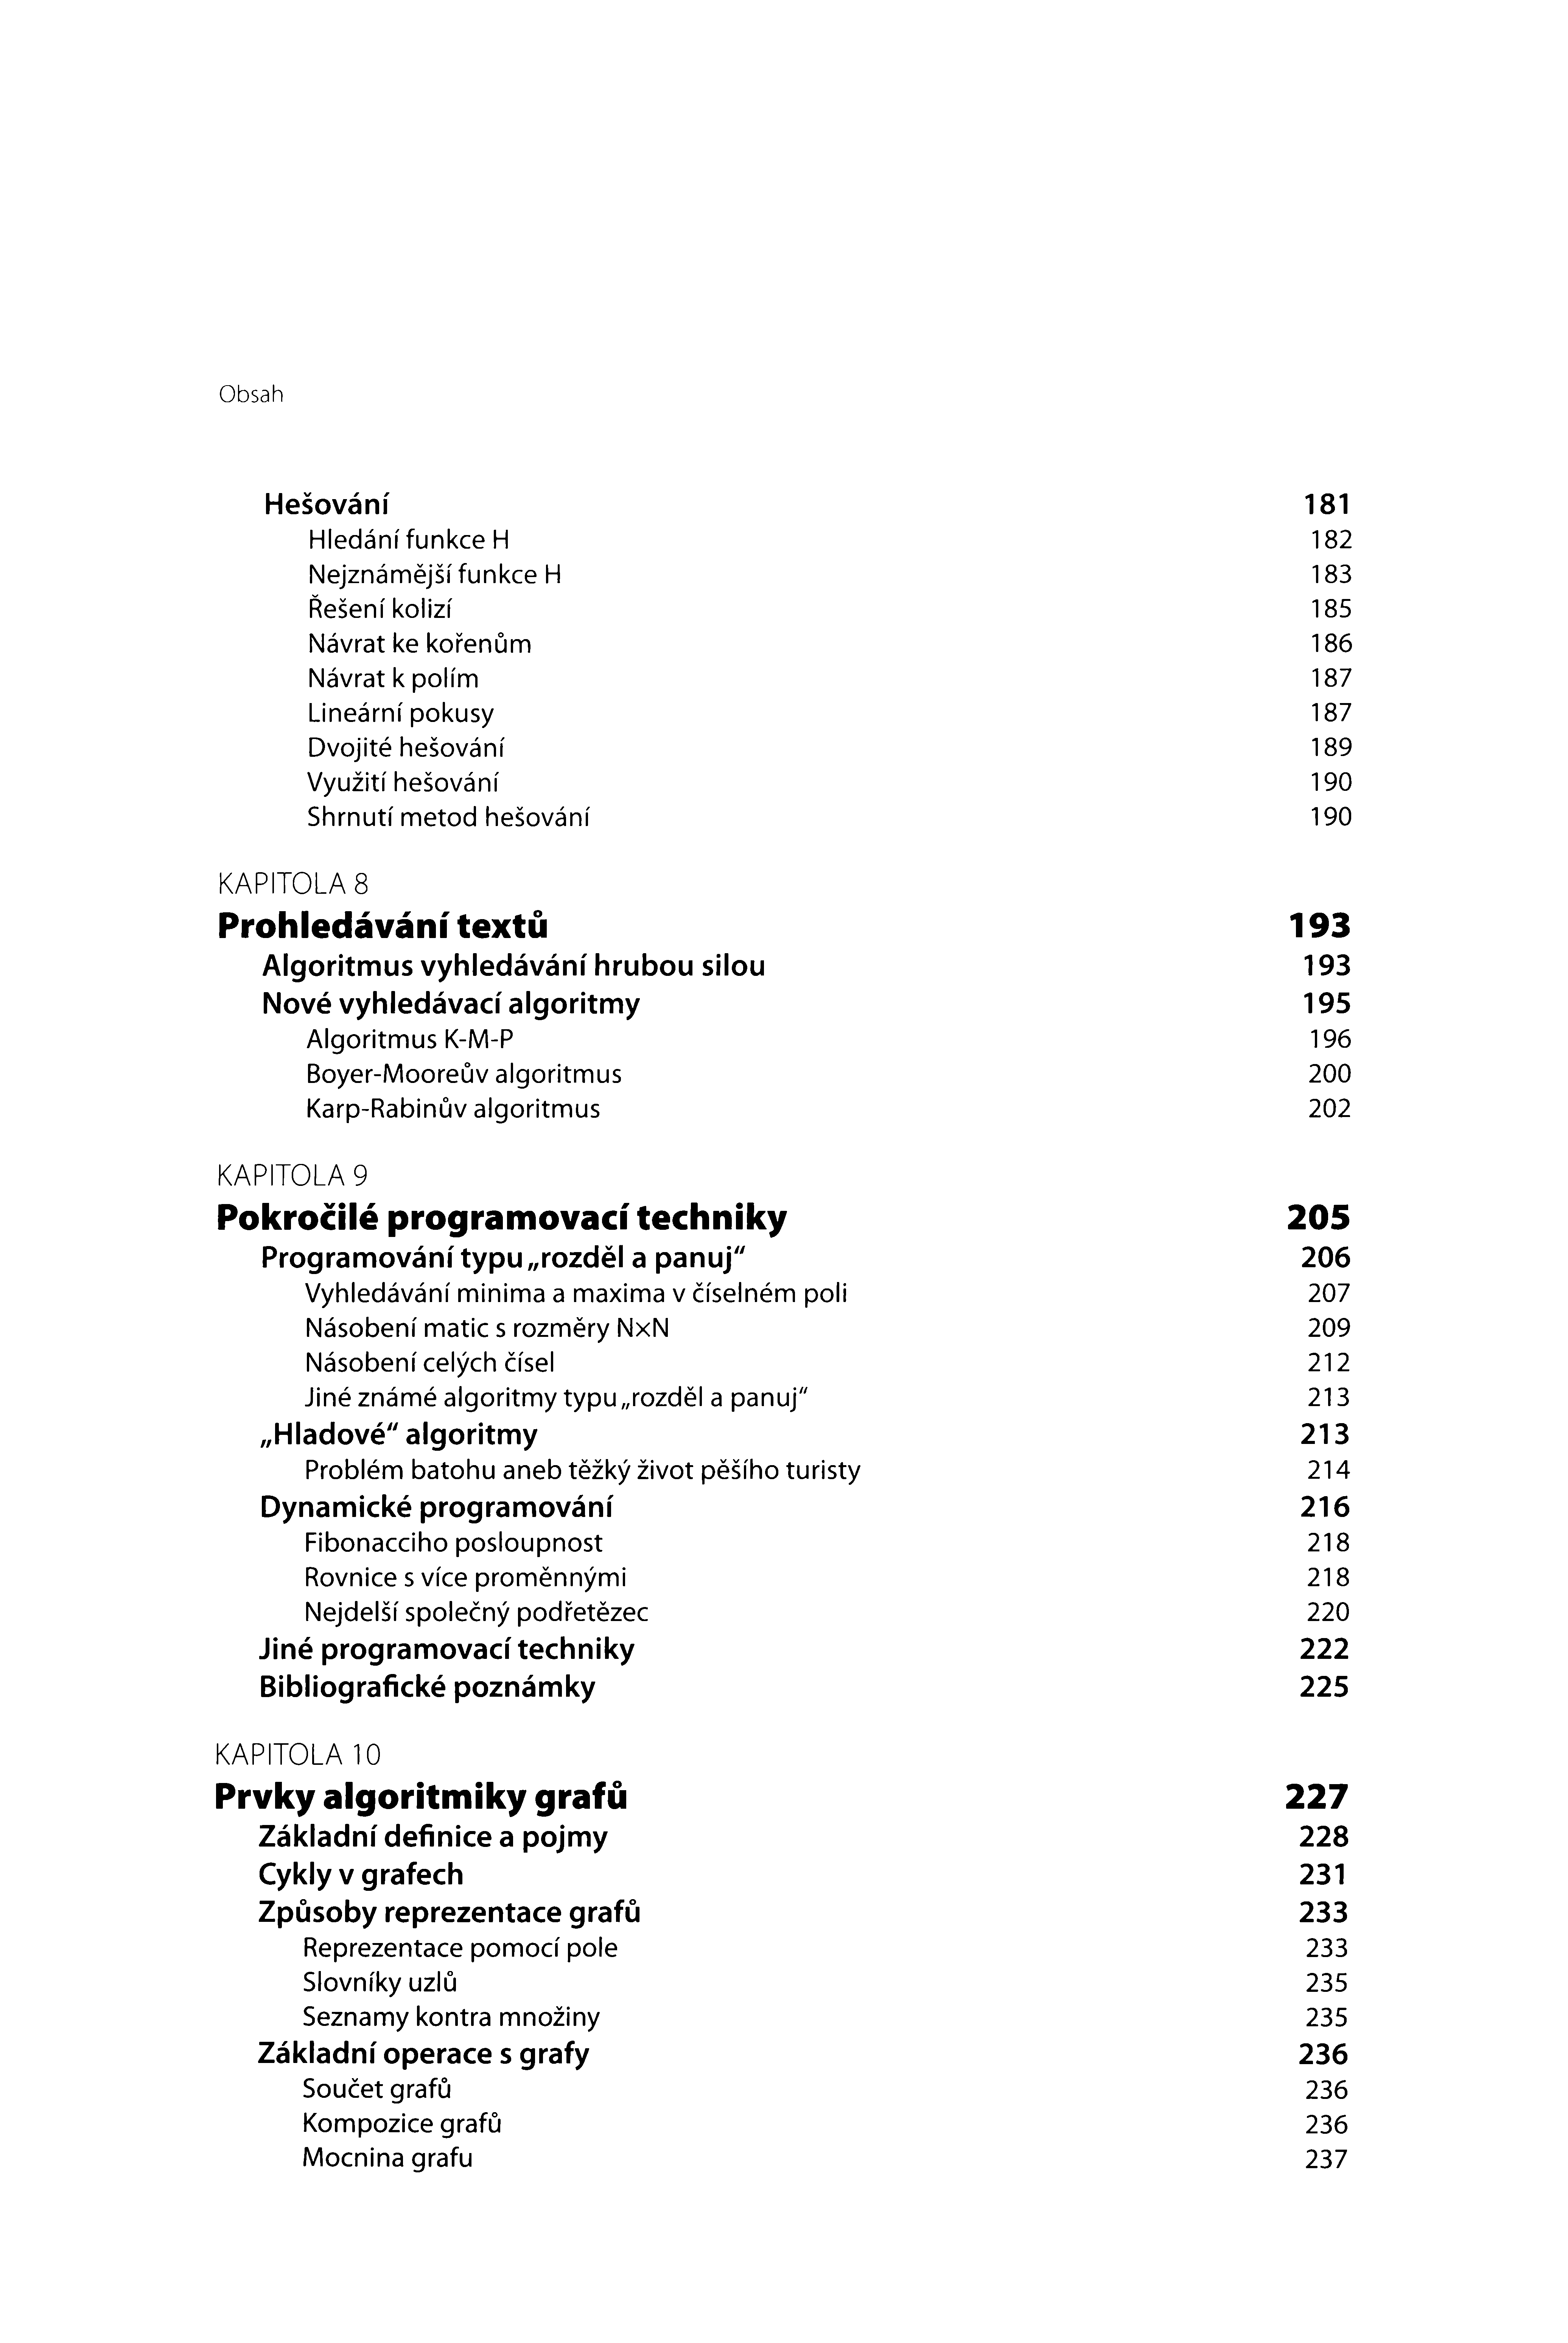 Obsah
Hešování 181
Hledání funkce H 182
Nejznámější funkce H 183
Řešení kolizí 185
Návrat ke kořenům 186
Návrat k polím 187
Lineární pokusy 187
Dvojité hešování 189
Využití hešování 190
Shrnutí metod hešování 190
KAPITOLA 8
Prohledávání textů 193
Algoritmus vyhledávání hrubou silou 193
Nové vyhledávací algoritmy 195
Algoritmus K-M-P 196
Boyer-Mooreův algoritmus 200
Karp-Rabinův algoritmus 202
KAPITOLA 9
Pokročilé programovací techniky 205
Programování typu „rozděl a panuj“ 206
Vyhledávání minima a maxima v číselném poli 207
Násobení matic s rozměry N×N 209
Násobení celých čísel 212
Jiné známé algoritmy typu „rozděl a panuj“ 213
„Hladové“ algoritmy 213
Problém batohu aneb těžký život pěšího turisty 214
Dynamické programování 216
Fibonacciho posloupnost 218
Rovnice s více proměnnými 218
Nejdelší společný podřetězec 220
Jiné programovací techniky 222
Bibliografické poznámky 225
KAPITOLA 10
Prvky algoritmiky grafů 227
Základní definice a pojmy 228
Cykly v grafech 231
Způsoby reprezentace grafů 233
Reprezentace pomocí pole 233
Slovníky uzlů 235
Seznamy kontra množiny 235
Základní operace s grafy 236
Součet grafů 236
Kompozice grafů 236
Mocnina grafu 237